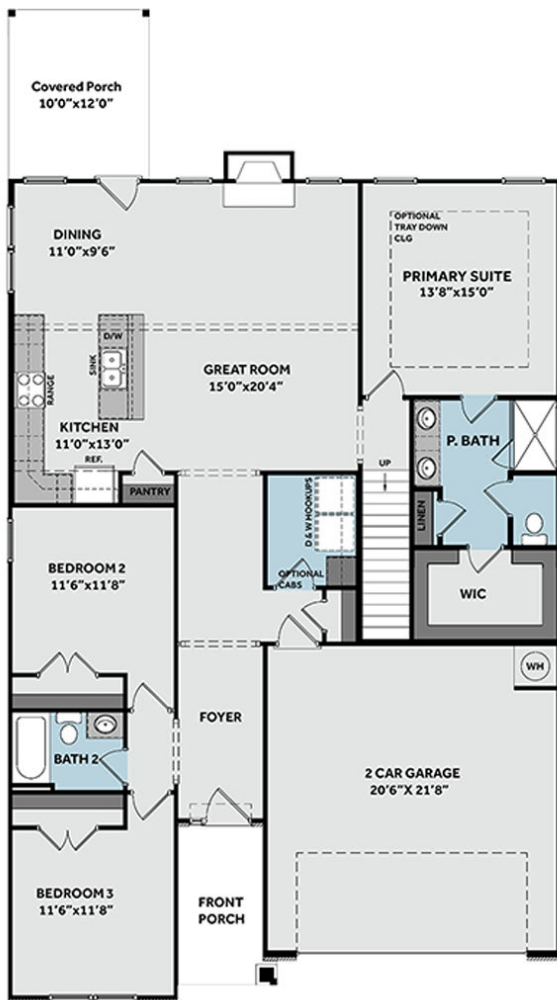 Covered Porch
10'0"x12'0"
DINING
11'0"x9'6"
OPTIONAL
TRAY DOWN
CLG
PRIMARY SUITE
13'8"x15'0"
D/W
SINK
RANGE
GREAT ROOM
15'0"x20'4"
KITCHEN
11'0"x13'0"
REF.
PANTRY
UP
P. BATH
LINEN
D & W HOOKUPS
OPTIONAL
CABS
WIC
BEDROOM 2
11'6"x11'8"
WH
FOYER
BATH 2
2 CAR GARAGE
20'6"X 21'8"
BEDROOM 3
11'6"x11'8"
FRONT
PORCH